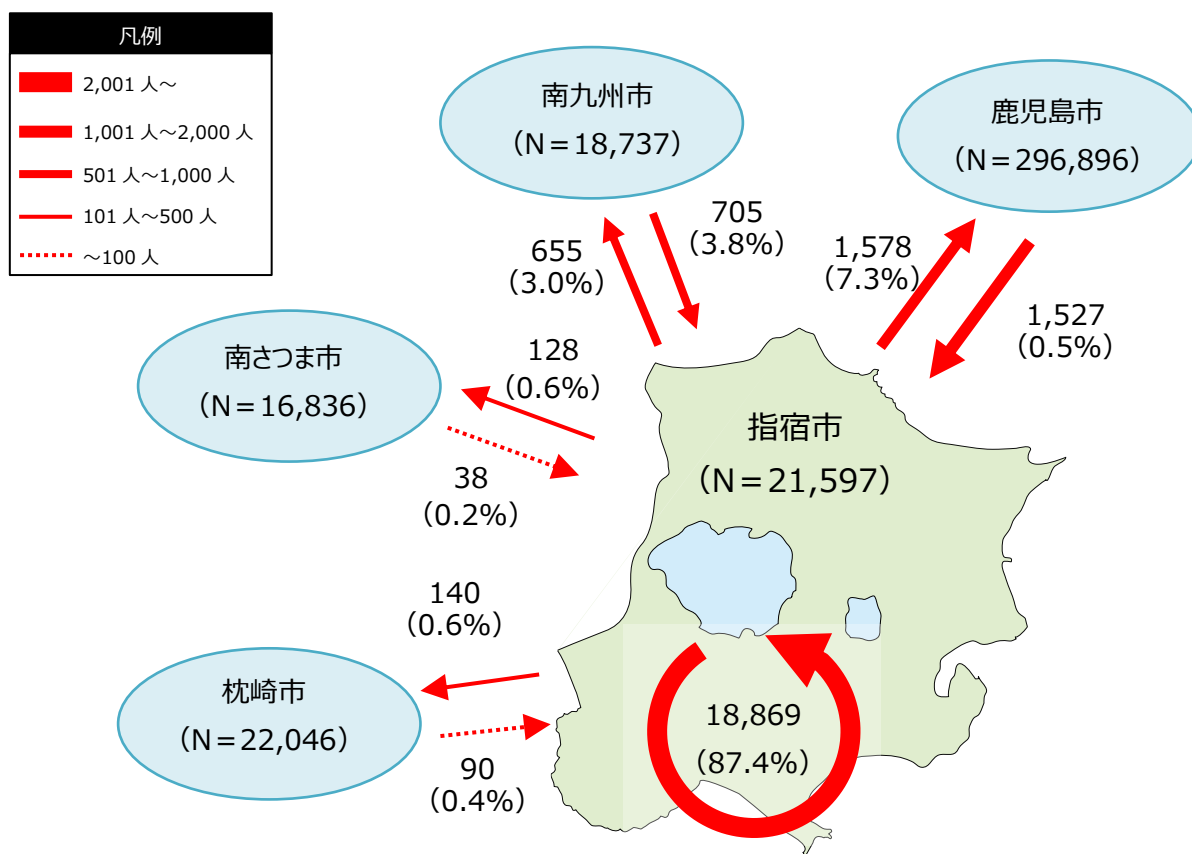 凡例
2,001 人～
1,001 人～2,000 人
501 人～1,000 人
101 人～500 人
～100 人
南九州市
（N＝18,737）
鹿児島市
（N＝296,896）
705
（3.8%）
655
（3.0%）
1,578
（7.3%）
1,527
（0.5%）
南さつま市
（N＝16,836）
128
（0.6%）
38
（0.2%）
指宿市
（N＝21,597）
140
（0.6%）
枕崎市
（N＝22,046）
90
（0.4%）
18,869
（87.4%）